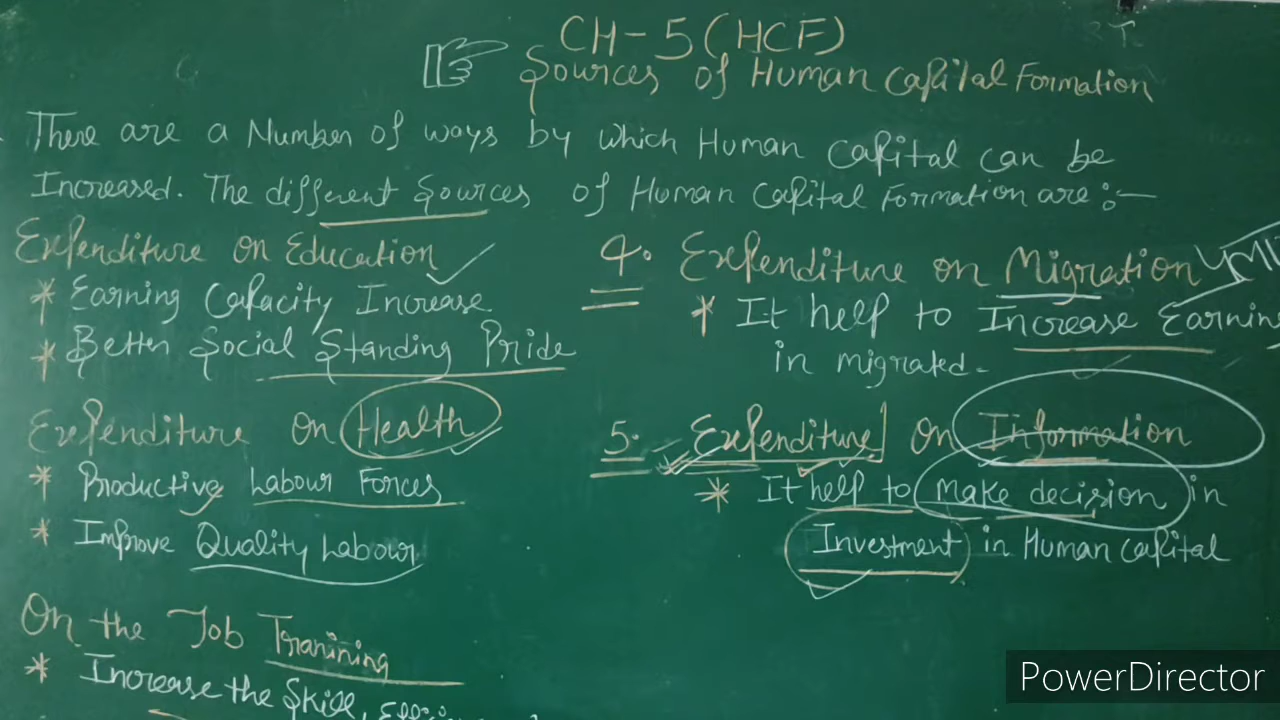 CH-5 (HCF)
Sources of Human Capital Formation
There are a Number of ways by which Human Capital can be
Increased. The different Sources of Human Capital Formation are:-
Expenditure on Education
* Earning Capacity Increase
* Better Social Standing Pride
Expenditure On Health
* Productive Labour Forces
* Improve Quality Labour
On the Job Tranining
* Increase the Skill,
4. Expenditure on Migration
* It help to Increase Earning
in migrated.
5. Expenditure On Information
* It help to make decision in
Investment in Human Capital
PowerDirector